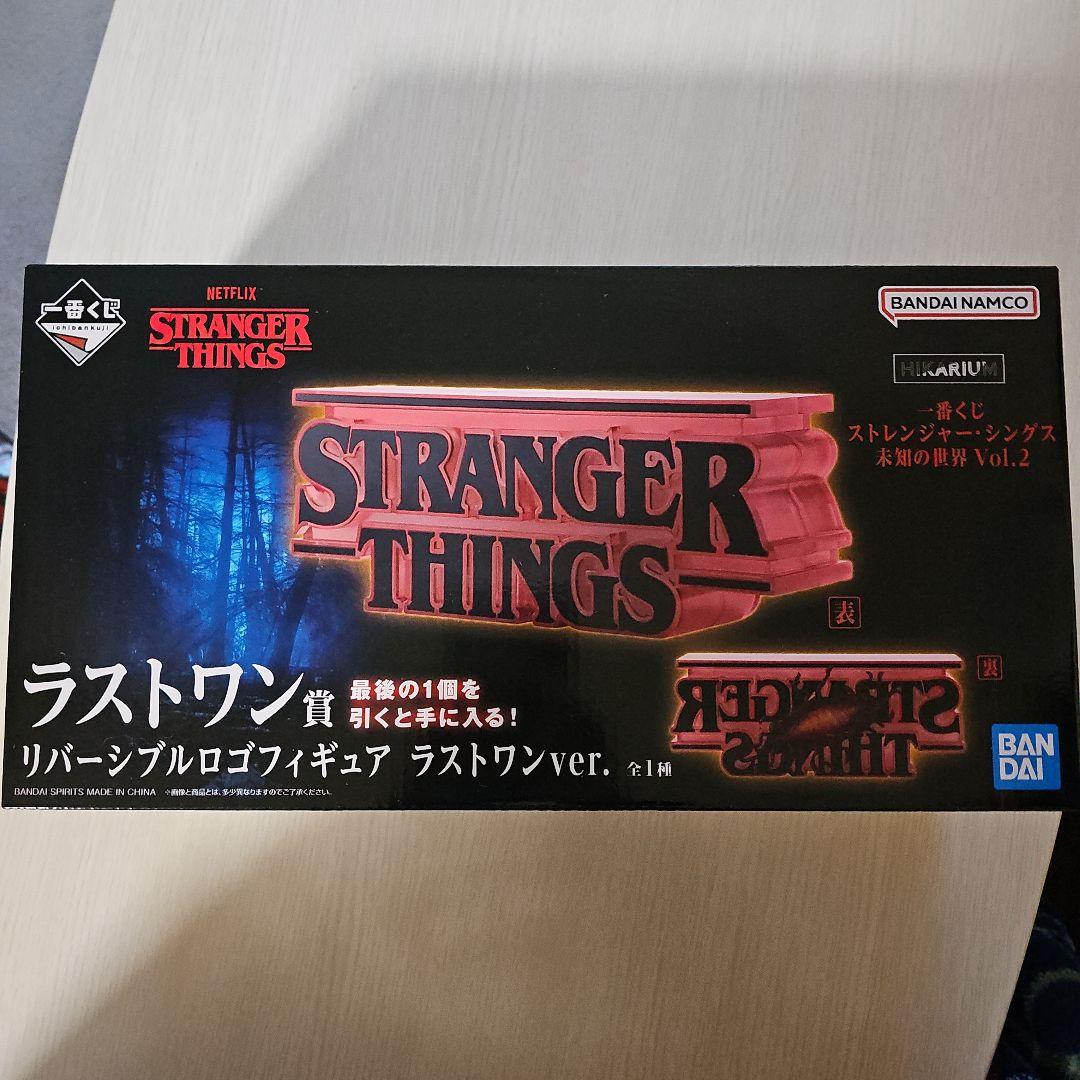 一番くじ
ichibankuji
NETFLIX
STRANGER
THINGS
BANDAI NAMCO
HIKARIUM
一番くじ
ストレンジャー・シングス
未知の世界 Vol.2
STRANGER
THINGS
表
裏
STRANGER
THINGS
ラストワン賞
最後の1個を
引くと手に入る!
リバーシブルロゴフィギュア ラストワンver. 全1種
BAN
DAI
BANDAI SPIRITS MADE IN CHINA ※画像と商品とは、多少異なりますのでご了承ください。